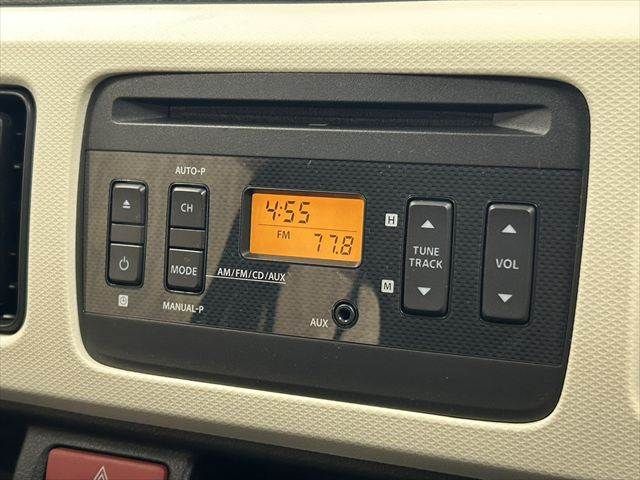 AUTO-P
CH
MODE
AM/FM/CD/AUX
MANUAL-P
4:55
FM
77.8
H
M
TUNE
TRACK
VOL
AUX